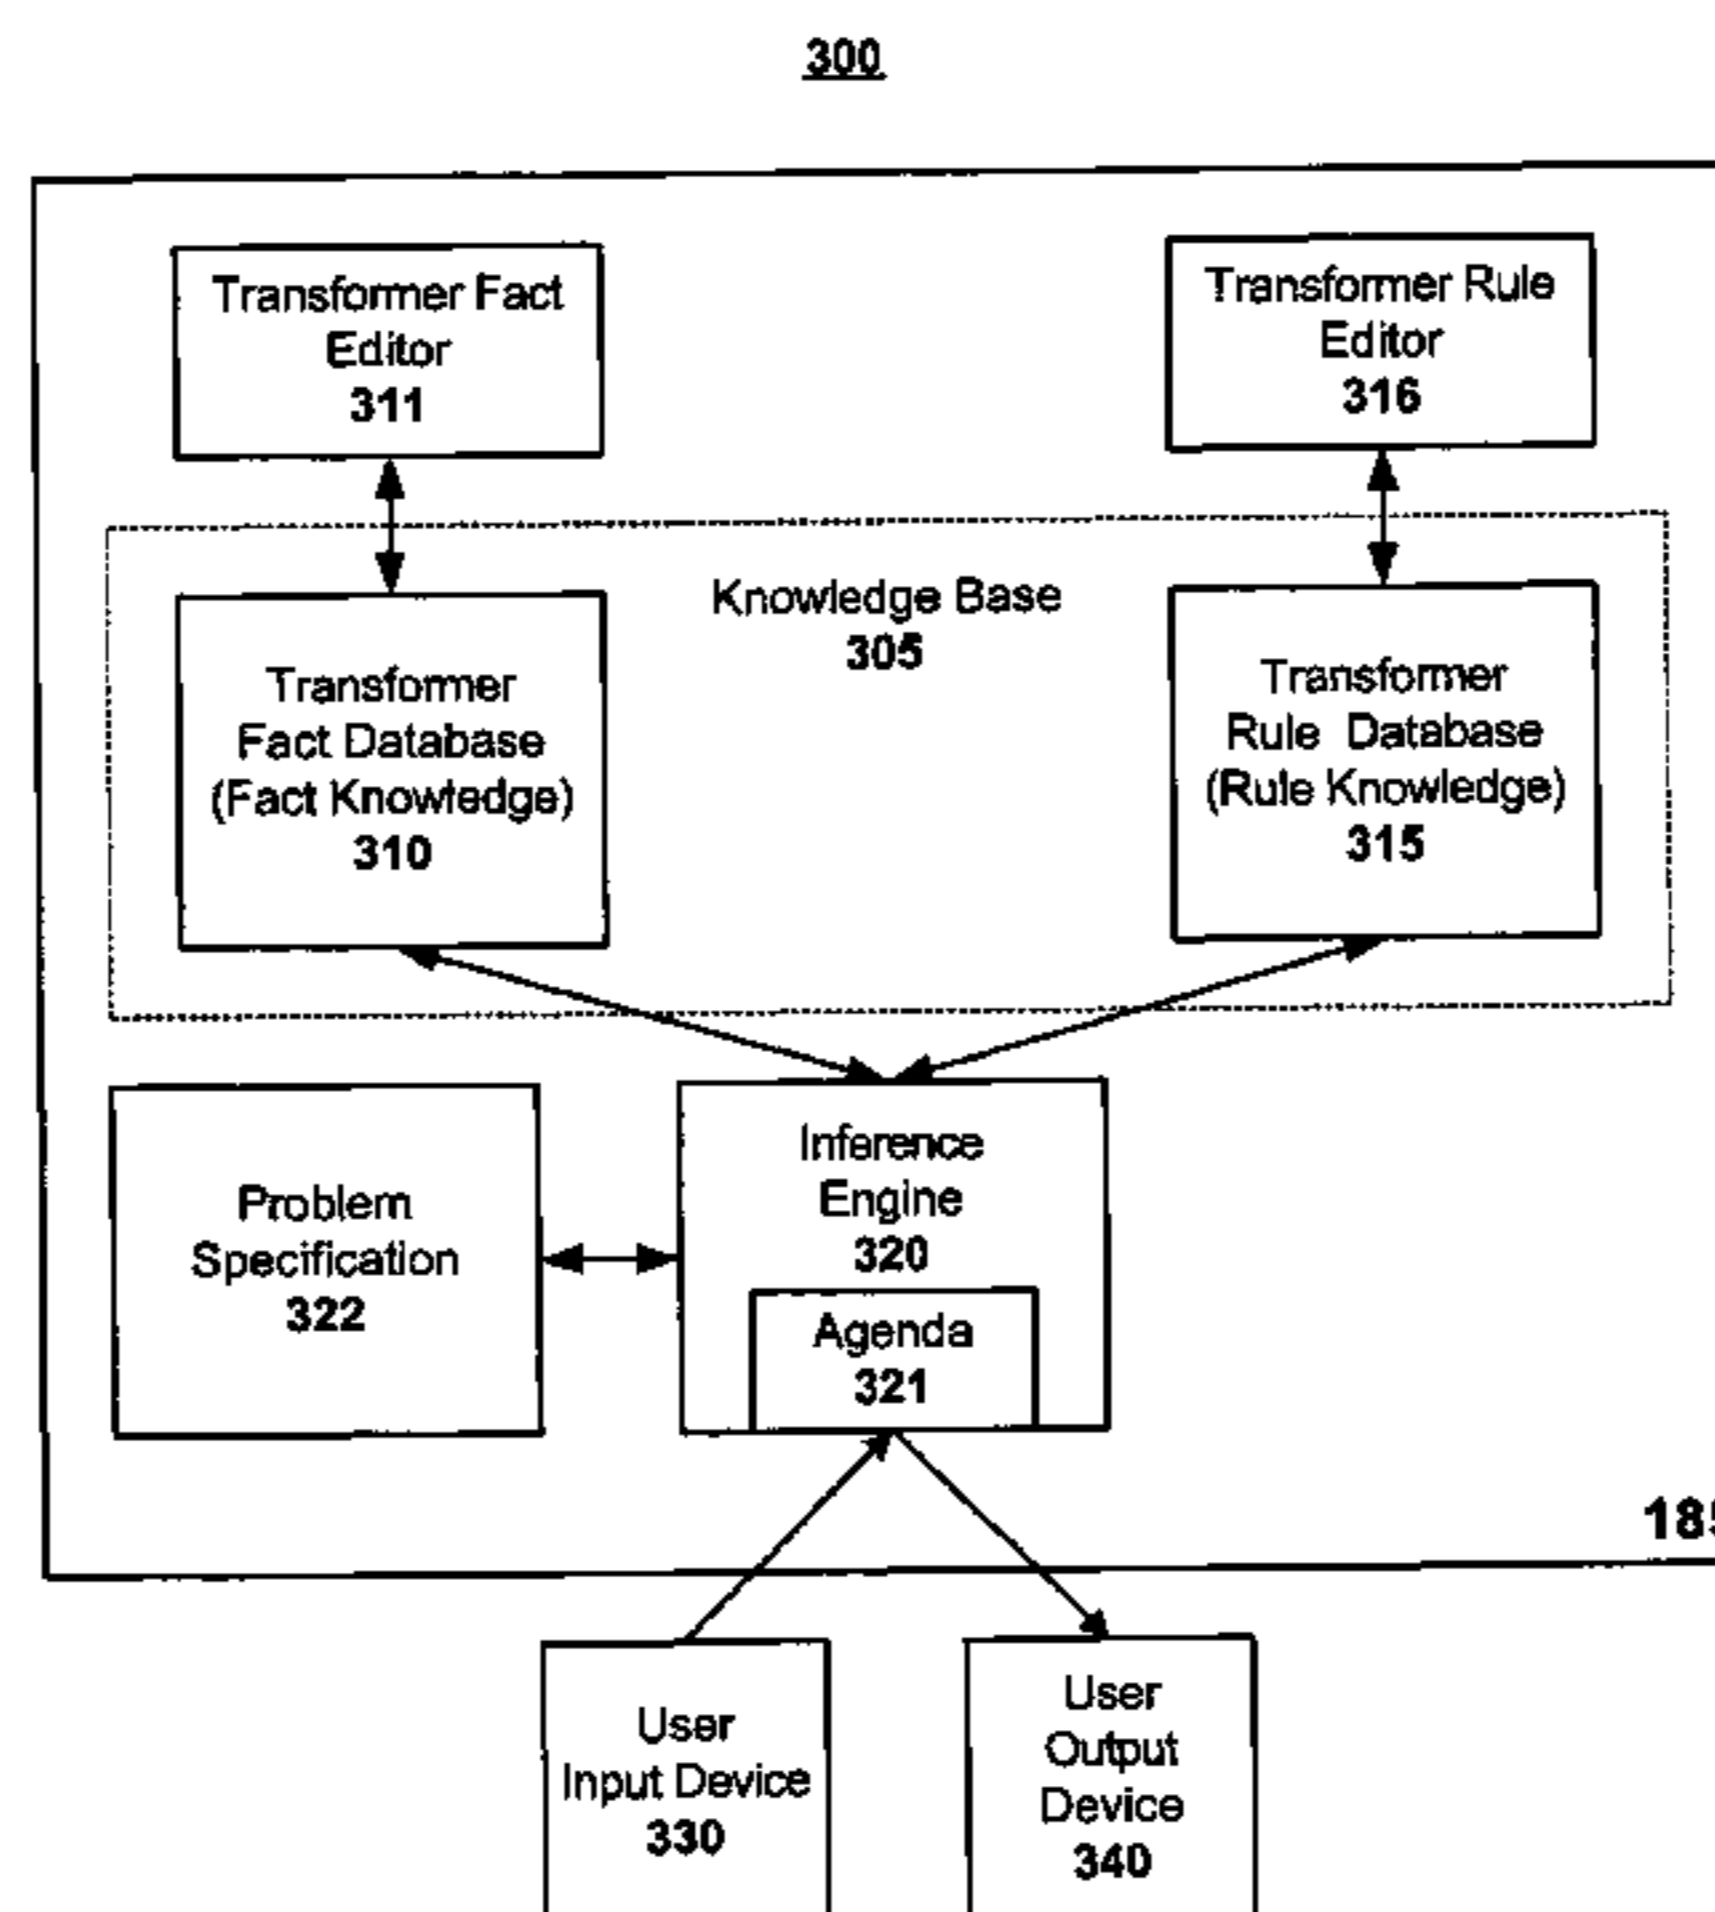 300
Transformer Fact
Editor
311
Transformer Rule
Editor
316
Knowledge Base
305
Transformer
Fact Database
(Fact Knowledge)
310
Transformer
Rule Database
(Rule Knowledge)
315
Problem
Specification
322
Inference
Engine
320
Agenda
321
185
User
Input Device
330
User
Output
Device
340